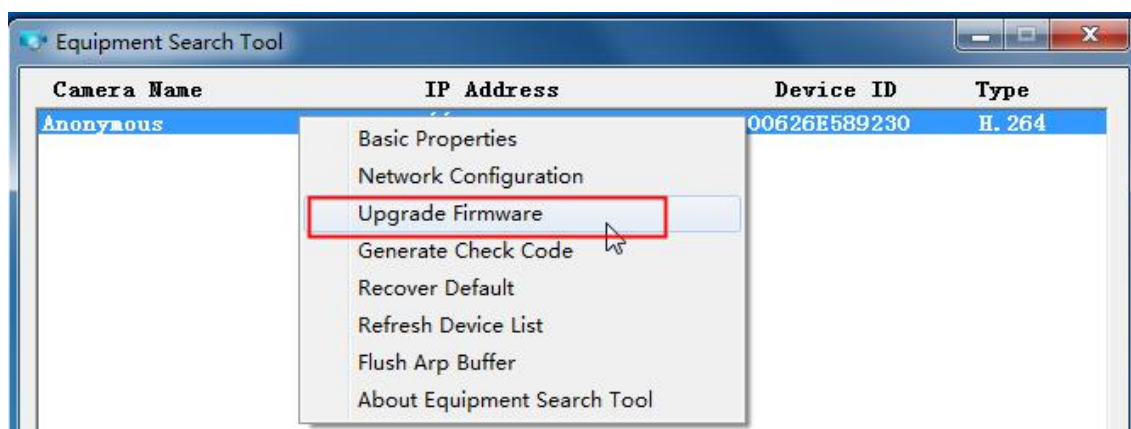 Equipment Search Tool
Camera Name IP Address Device ID Type
Anonymous 00626E589230 H.264
Basic Properties
Network Configuration
Upgrade Firmware
Generate Check Code
Recover Default
Refresh Device List
Flush Arp Buffer
About Equipment Search Tool